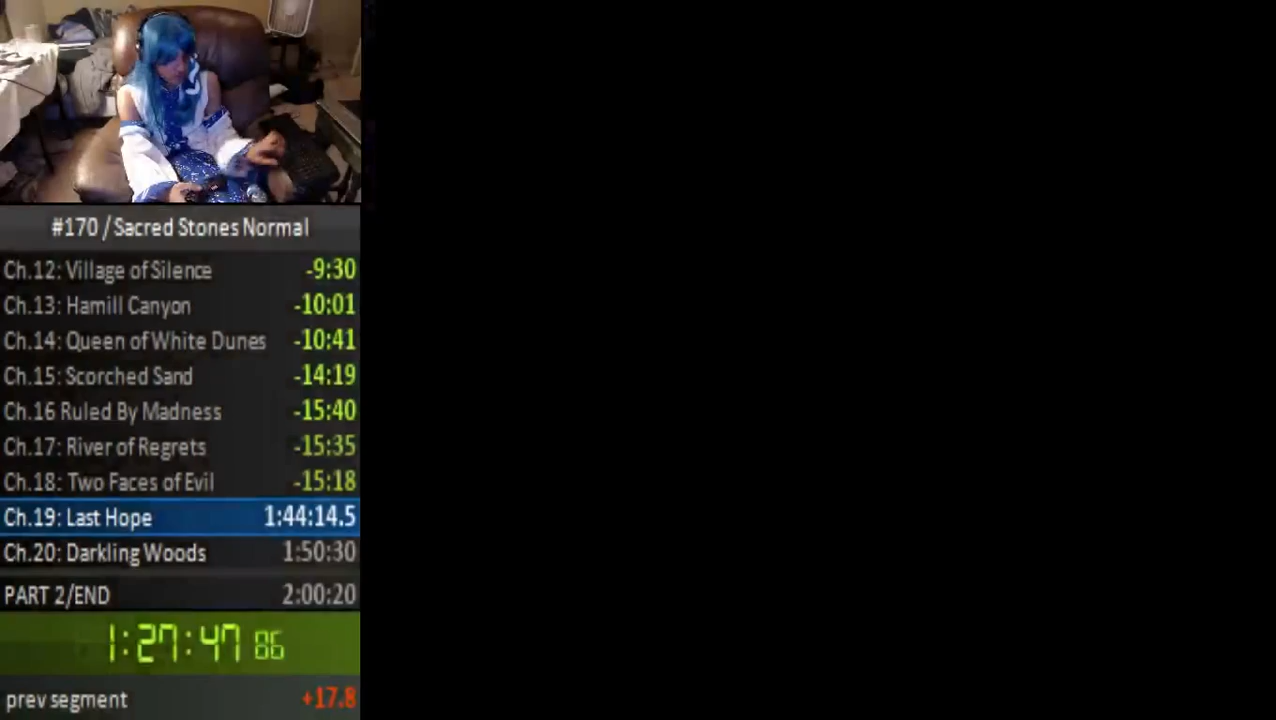 #170 / Sacred Stones Normal
Ch.12: Village of Silence -9:30
Ch.13: Hamill Canyon -10:01
Ch.14: Queen of White Dunes -10:41
Ch.15: Scorched Sand -14:19
Ch.16 Ruled By Madness -15:40
Ch.17: River of Regrets -15:35
Ch.18: Two Faces of Evil -15:18
Ch.19: Last Hope 1:44:14.5
Ch.20: Darkling Woods 1:50:30
PART 2/END 2:00:20
1:27:47 86
prev segment +17.8